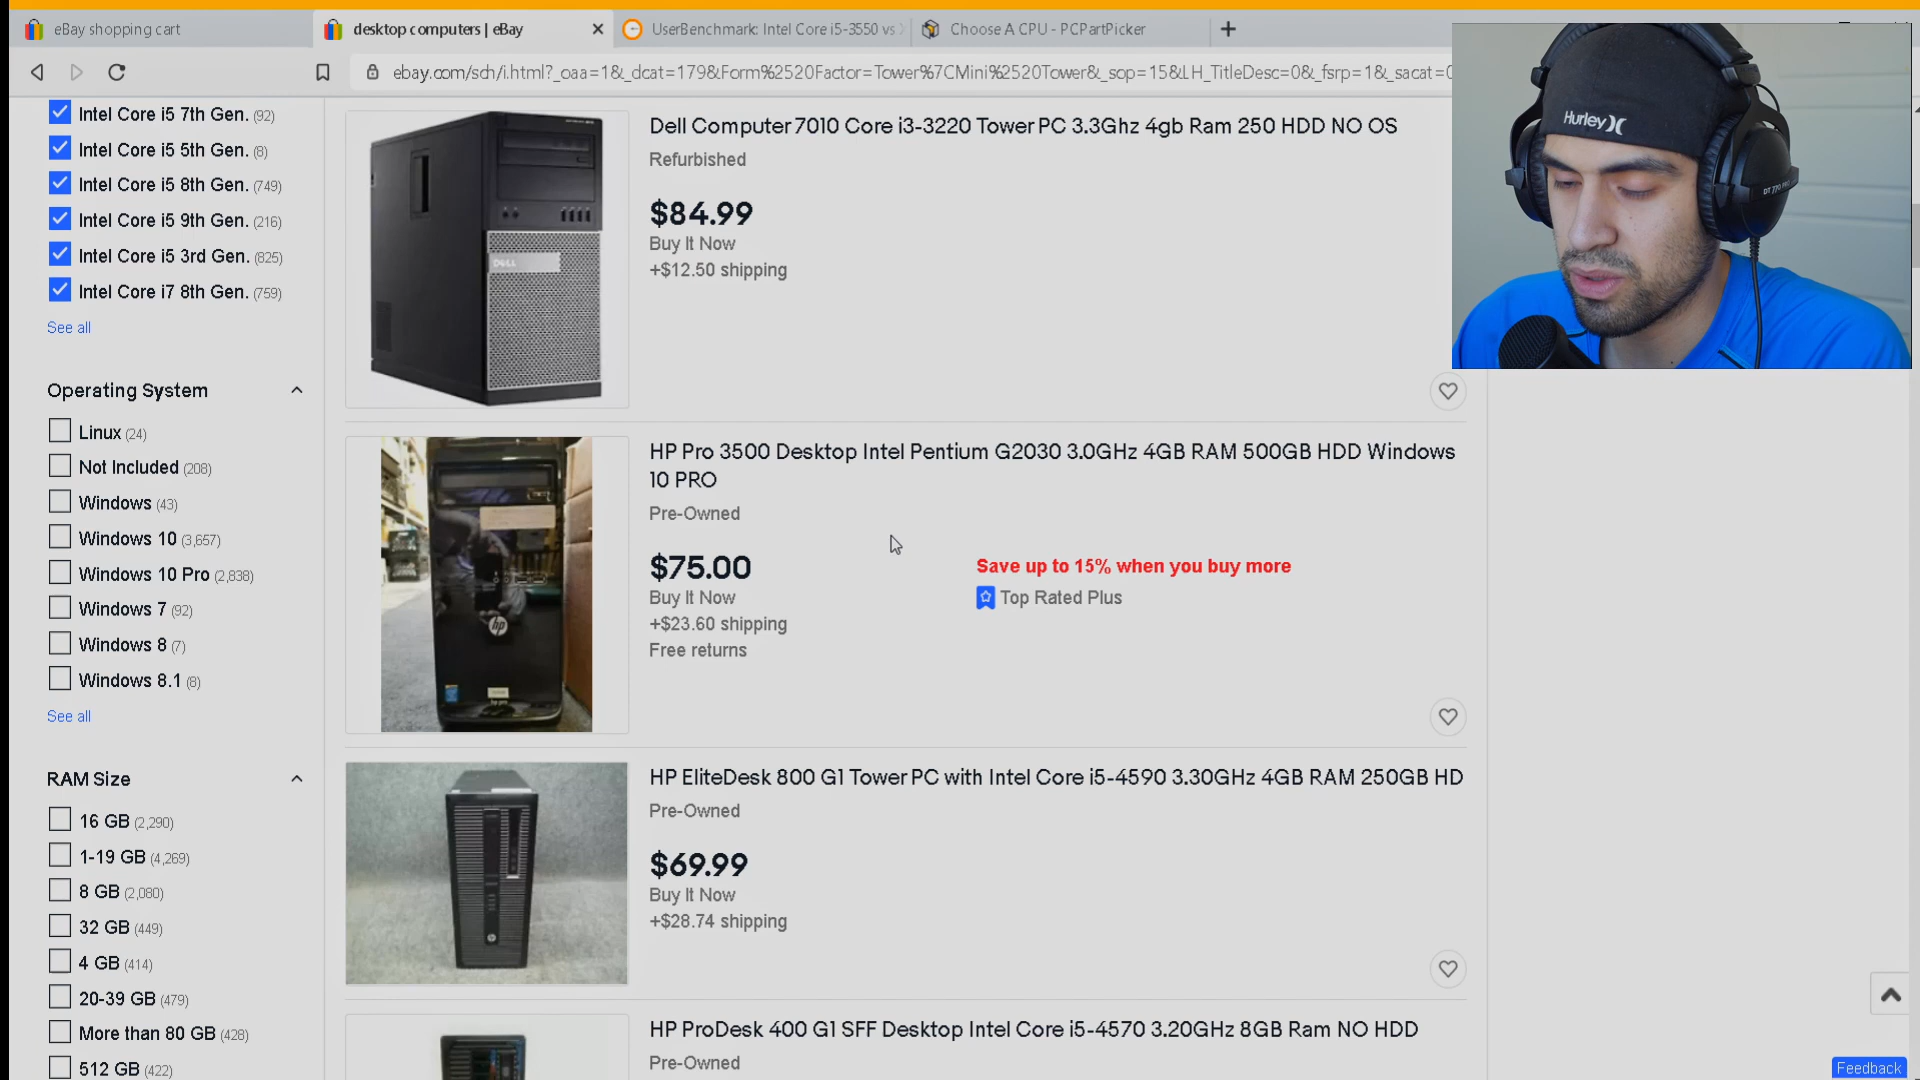 eBay shopping cart
desktop computers | eBay
UserBenchmark: Intel Core i5-3550 vs
Choose A CPU - PCPartPicker
ebay.com/sch/i.html?_oaa=1&_dcat=179&Form%2520Factor=Tower%7CMini%2520Tower&_sop=15&LH_TitleDesc=0&_fsrp=1&_sacat=0
Hurley
DT 770 PRO
Intel Core i5 7th Gen. (92)
Intel Core i5 5th Gen. (8)
Intel Core i5 8th Gen. (749)
Intel Core i5 9th Gen. (216)
Intel Core i5 3rd Gen. (825)
Intel Core i7 8th Gen. (759)
See all
Operating System
Linux (24)
Not Included (208)
Windows (43)
Windows 10 (3,657)
Windows 10 Pro (2,838)
Windows 7 (92)
Windows 8 (7)
Windows 8.1 (8)
See all
RAM Size
16 GB (2,290)
1-19 GB (4,269)
8 GB (2,080)
32 GB (449)
4 GB (414)
20-39 GB (479)
More than 80 GB (428)
512 GB (422)
DELL
Dell Computer 7010 Core i3-3220 Tower PC 3.3Ghz 4gb Ram 250 HDD NO OS
Refurbished
$84.99
Buy It Now
+$12.50 shipping
hp
HP Pro 3500 Desktop Intel Pentium G2030 3.0GHz 4GB RAM 500GB HDD Windows
10 PRO
Pre-Owned
$75.00
Buy It Now
+$23.60 shipping
Free returns
Save up to 15% when you buy more
Top Rated Plus
HP EliteDesk 800 G1 Tower PC with Intel Core i5-4590 3.30GHz 4GB RAM 250GB HD
Pre-Owned
$69.99
Buy It Now
+$28.74 shipping
HP ProDesk 400 G1 SFF Desktop Intel Core i5-4570 3.20GHz 8GB Ram NO HDD
Pre-Owned
Feedback